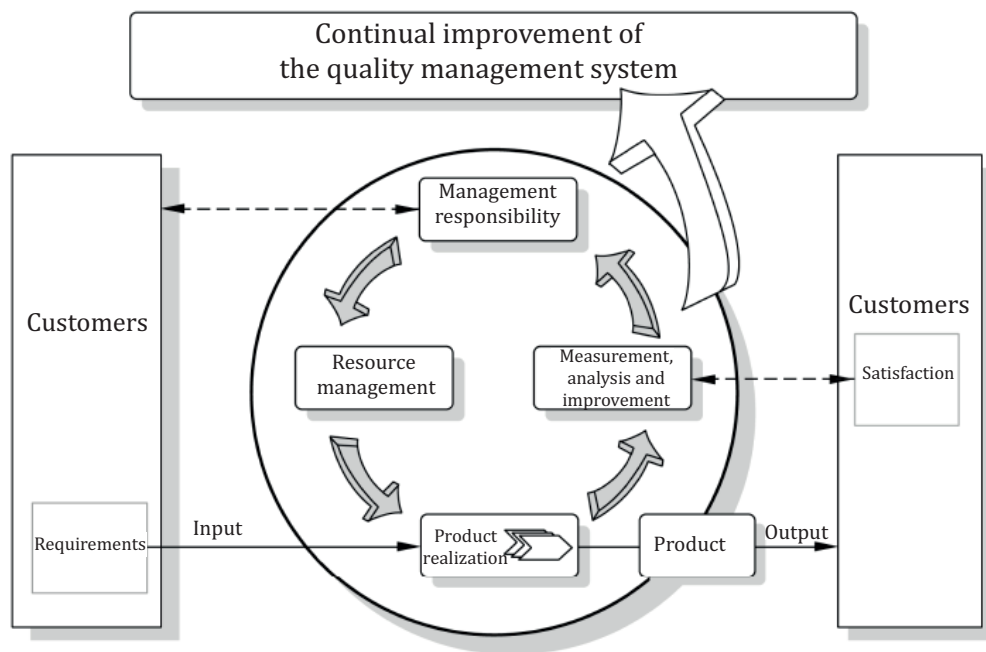 Continual improvement of
the quality management system
Management
responsibility
Customers
Customers
Resource
management
Measurement,
analysis and
improvement
Satisfaction
Requirements
Input
Product
realization
Product
Output